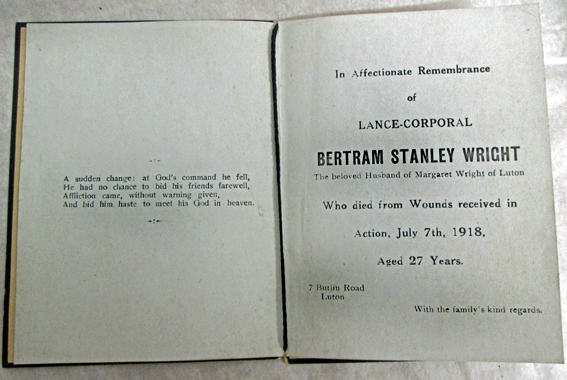 A sudden change: at God's command he fell,
He had no chance to bid his friends farewell,
Affliction came, without warning given,
And bid him haste to meet his God in heaven.
In Affectionate Remembrance
of
LANCE-CORPORAL
BERTRAM STANLEY WRIGHT
The beloved Husband of Margaret Wright of Luton
Who died from Wounds received in
Action, July 7th, 1918,
Aged 27 Years.
7 Butlin Road
Luton
With the family's kind regards.